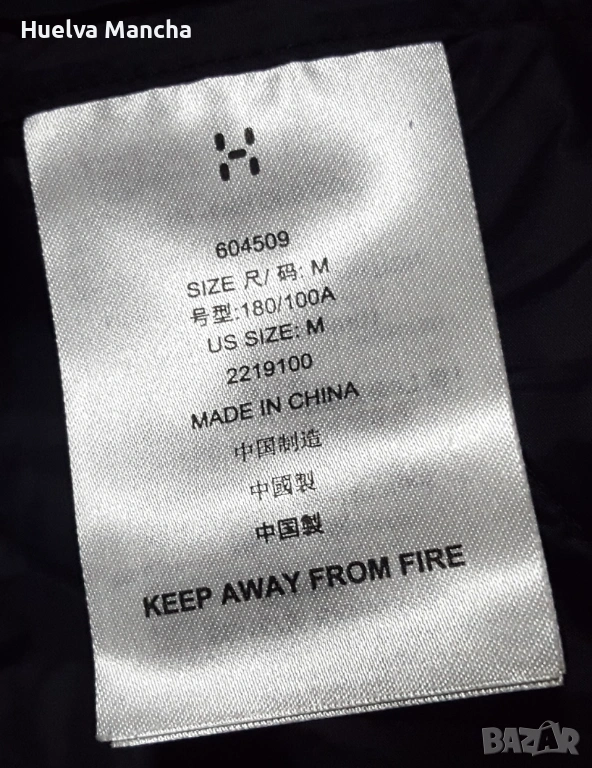 Huelva Mancha
604509
SIZE 尺/ 码: M
号型:180/100A
US SIZE: M
2219100
MADE IN CHINA
中国制造
中國製
中国製
KEEP AWAY FROM FIRE
BAZAR